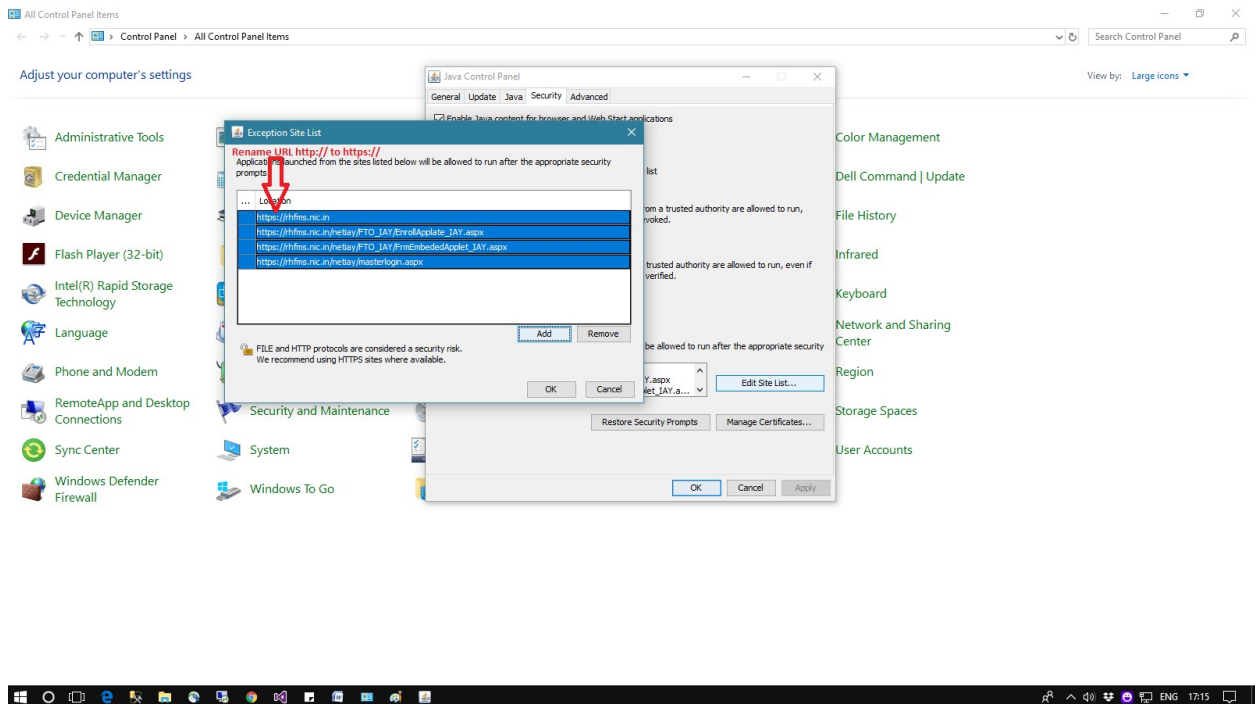 All Control Panel Items
Control Panel › All Control Panel Items
Search Control Panel
Adjust your computer's settings
View by: Large icons
Administrative Tools
Credential Manager
Device Manager
Flash Player (32-bit)
Intel(R) Rapid Storage
Technology
Language
Phone and Modem
RemoteApp and Desktop
Connections
Sync Center
Windows Defender
Firewall
Security and Maintenance
System
Windows To Go
Java Control Panel
General Update Java Security Advanced
Enable Java content for browser and Web Start applications
Exception Site List
Rename URL http:// to https://
Applications launched from the sites listed below will be allowed to run after the appropriate security
prompts
... Location
https://rhfms.nic.in
https://rhfms.nic.in/netiay/FTO_IAY/EnrollApplate_IAY.aspx
https://rhfms.nic.in/netiay/FTO_IAY/FrmEmbededApplet_IAY.aspx
https://rhfms.nic.in/netiay/masterlogin.aspx
Add Remove
FILE and HTTP protocols are considered a security risk.
We recommend using HTTPS sites where available.
OK Cancel
list
om a trusted authority are allowed to run,
evoked.
trusted authority are allowed to run, even if
verified.
be allowed to run after the appropriate security
Y.aspx
let_IAY.a...
Edit Site List...
Restore Security Prompts Manage Certificates...
OK Cancel Apply
Color Management
Dell Command | Update
File History
Infrared
Keyboard
Network and Sharing
Center
Region
Storage Spaces
User Accounts
ENG 17:15